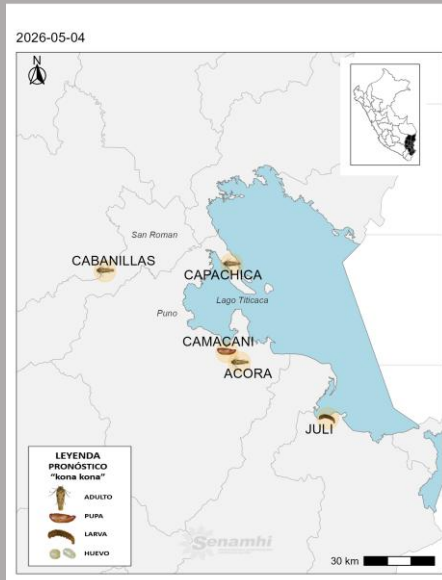 2026-05-04
N
San Roman
CABANILLAS
CAPACHICA
Lago Titicaca
Puno
CAMACANI
ACORA
JULI
LEYENDA
PRONÓSTICO
"kona kona"
ADULTO
PUPA
LARVA
HUEVO
Senamhi
30 km